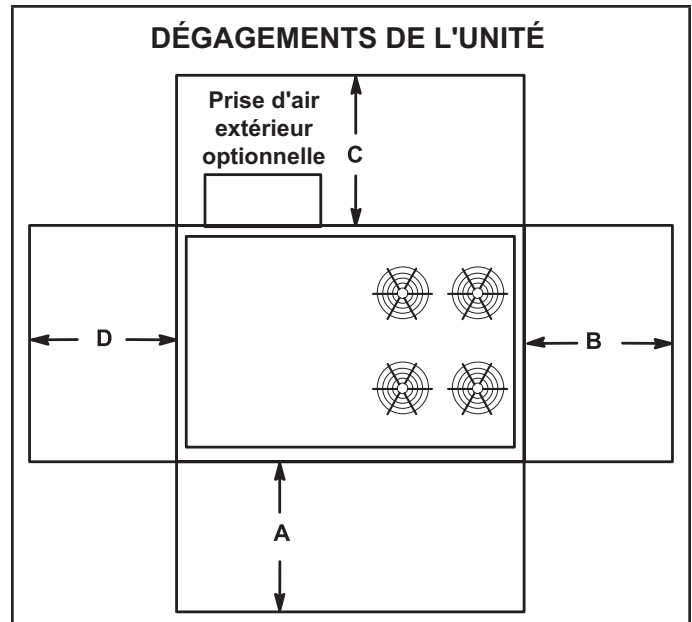 DÉGAGEMENTS DE L'UNITÉ
Prise d'air
extérieur
optionnelle
C
D
B
A